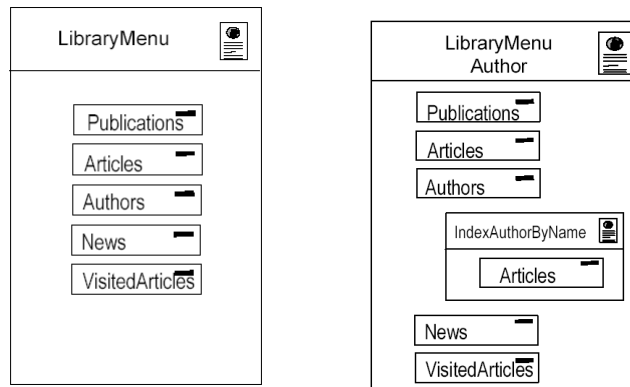 LibraryMenu
Publications
Articles
Authors
News
VisitedArticles
LibraryMenu
Author
Publications
Articles
Authors
IndexAuthorByName
Articles
News
VisitedArticles